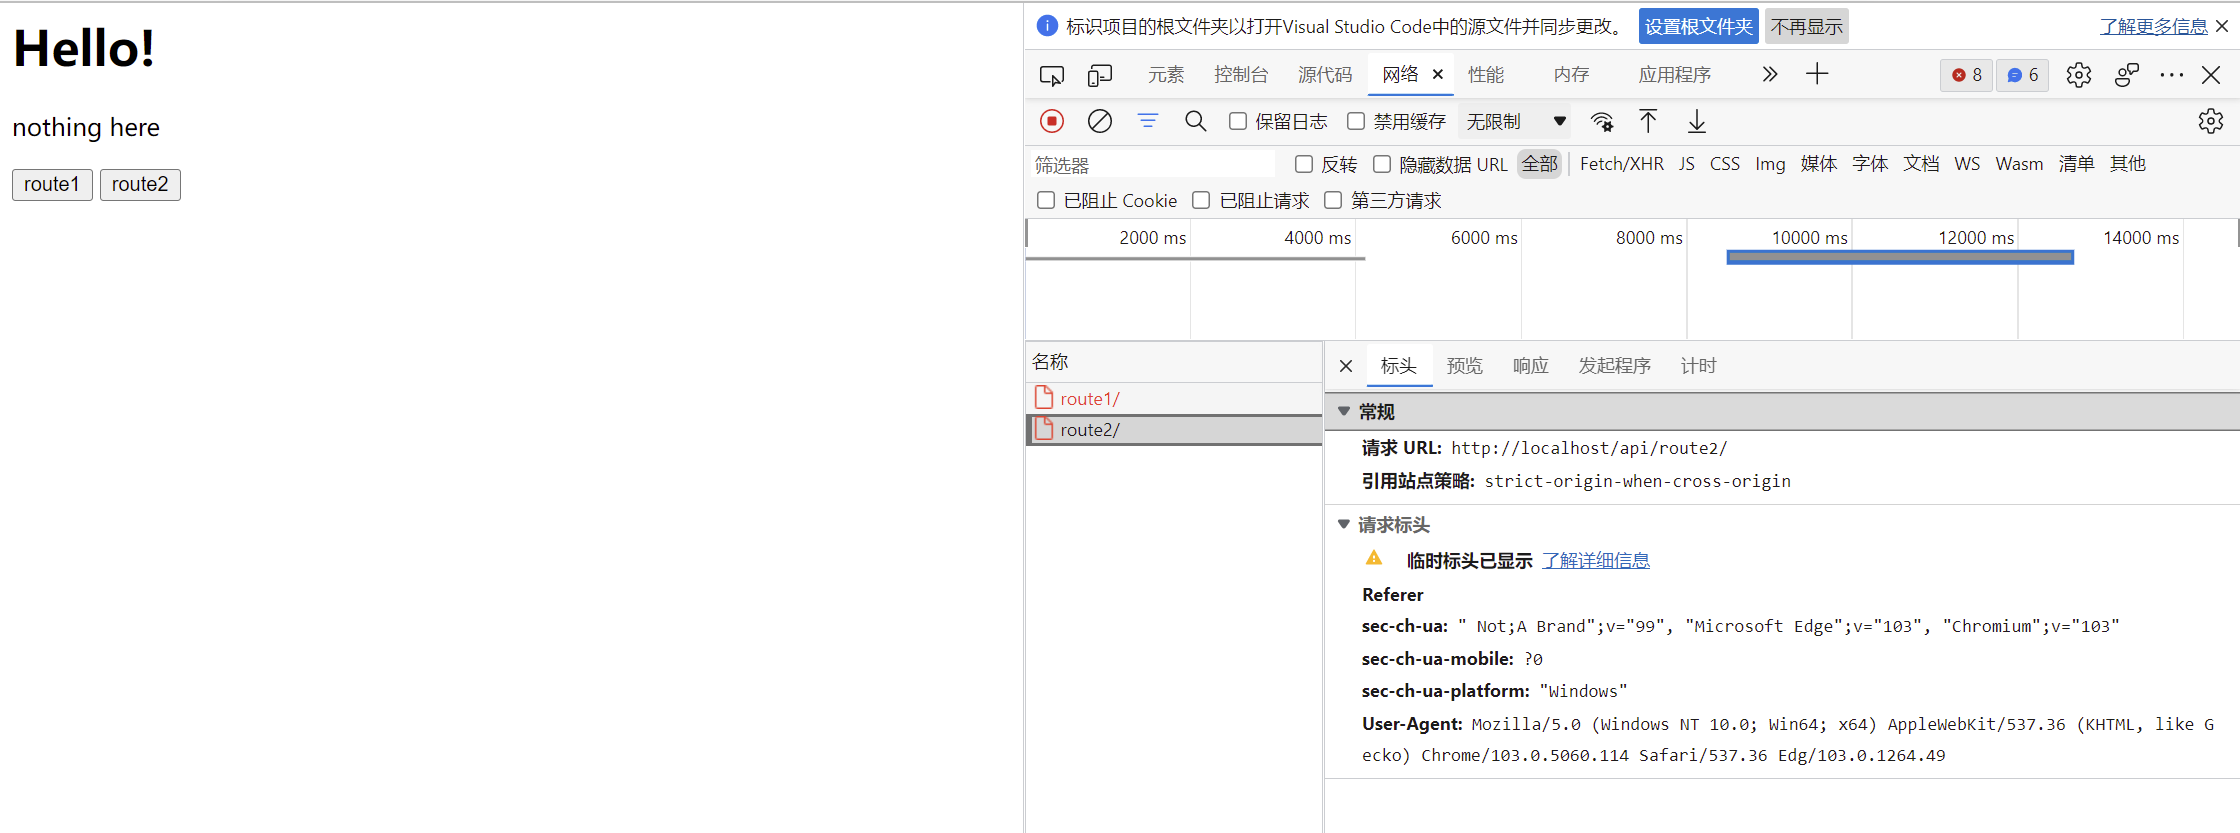 Hello!
nothing here
route1 route2
标识项目的根文件夹以打开Visual Studio Code中的源文件并同步更改。 设置根文件夹 不再显示 了解更多信息
元素 控制台 源代码 网络 性能 内存 应用程序 8 6
保留日志 禁用缓存 无限制
筛选器 反转 隐藏数据 URL 全部 Fetch/XHR JS CSS Img 媒体 字体 文档 WS Wasm 清单 其他
已阻止 Cookie 已阻止请求 第三方请求
2000 ms 4000 ms 6000 ms 8000 ms 10000 ms 12000 ms 14000 ms
名称
route1/
route2/
标头 预览 响应 发起程序 计时
常规
请求 URL: http://localhost/api/route2/
引用站点策略: strict-origin-when-cross-origin
请求标头
临时标头已显示 了解详细信息
Referer
sec-ch-ua: " Not;A Brand";v="99", "Microsoft Edge";v="103", "Chromium";v="103"
sec-ch-ua-mobile: ?0
sec-ch-ua-platform: "Windows"
User-Agent: Mozilla/5.0 (Windows NT 10.0; Win64; x64) AppleWebKit/537.36 (KHTML, like G
ecko) Chrome/103.0.5060.114 Safari/537.36 Edg/103.0.1264.49